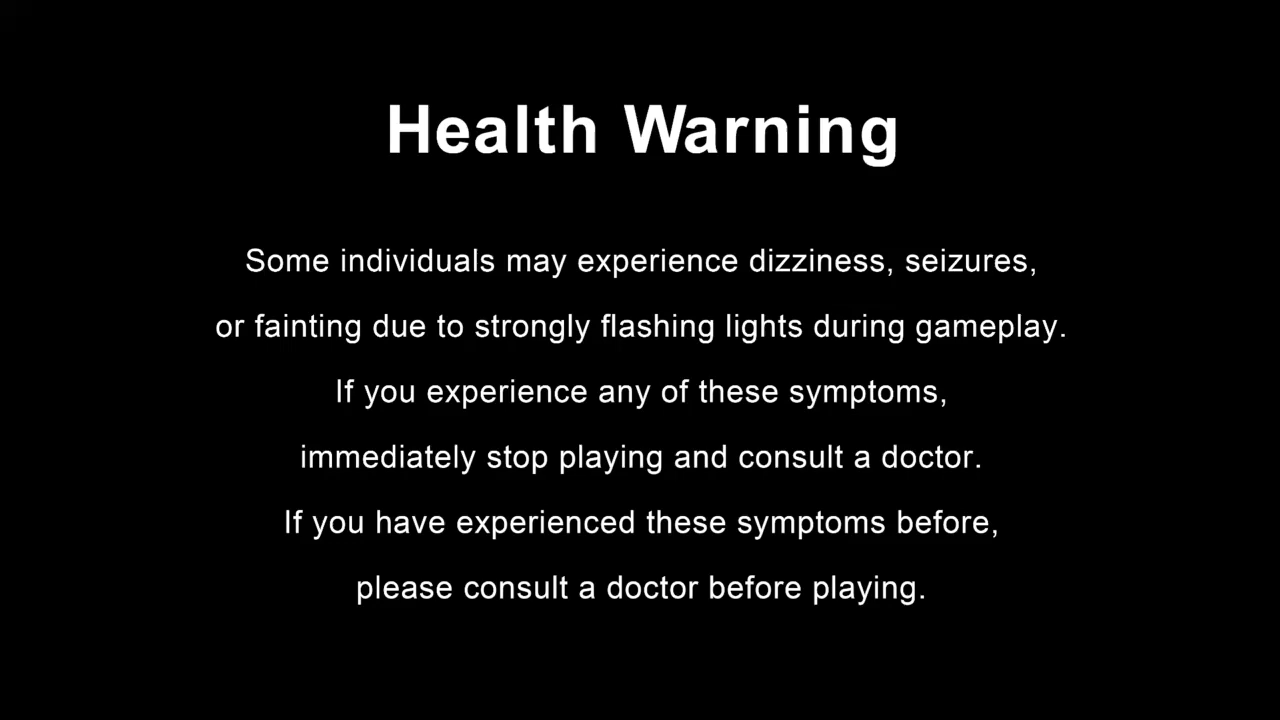 Health Warning
Some individuals may experience dizziness, seizures,
or fainting due to strongly flashing lights during gameplay.
If you experience any of these symptoms,
immediately stop playing and consult a doctor.
If you have experienced these symptoms before,
please consult a doctor before playing.